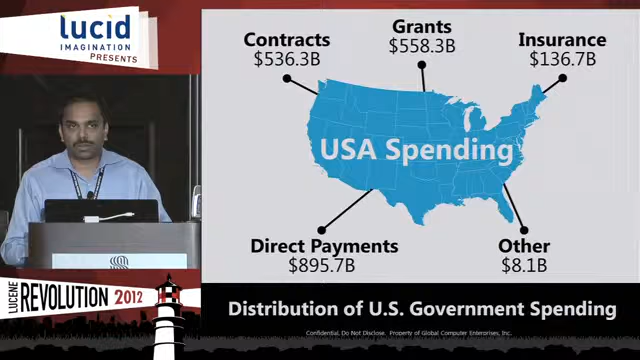 lucid
IMAGINATION
PRESENTS
Contracts
$536.3B
Grants
$558.3B
Insurance
$136.7B
USA Spending
Direct Payments
$895.7B
Other
$8.1B
LUCENE
REVOLUTION 2012
Distribution of U.S. Government Spending
Confidential, Do Not Disclose. Property of Global Computer Enterprises, Inc.